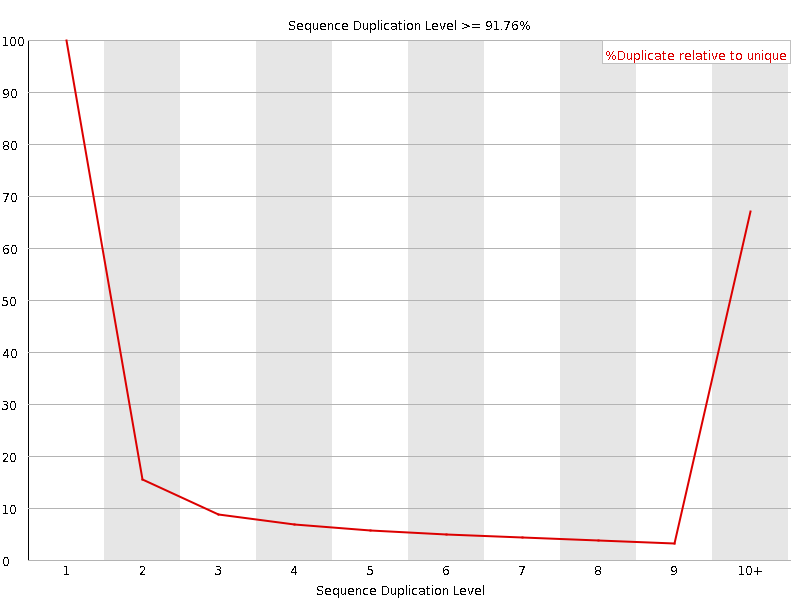 Sequence Duplication Level >= 91.76%
%Duplicate relative to unique
100
90
80
70
60
50
40
30
20
10
0
1 2 3 4 5 6 7 8 9 10+
Sequence Duplication Level